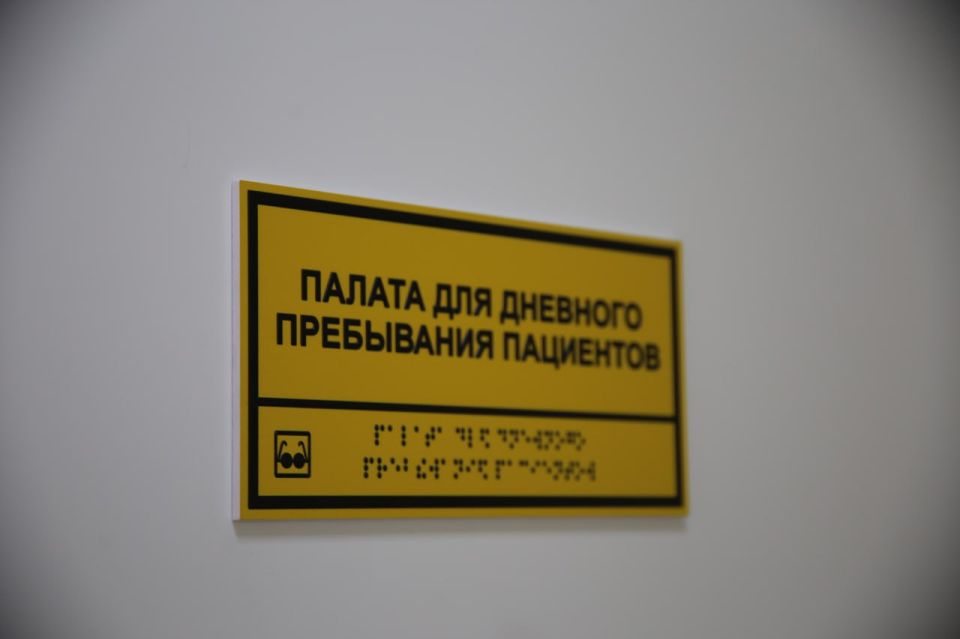 ПАЛАТА ДЛЯ ДНЕВНОГО
ПРЕБЫВАНИЯ ПАЦИЕНТОВ